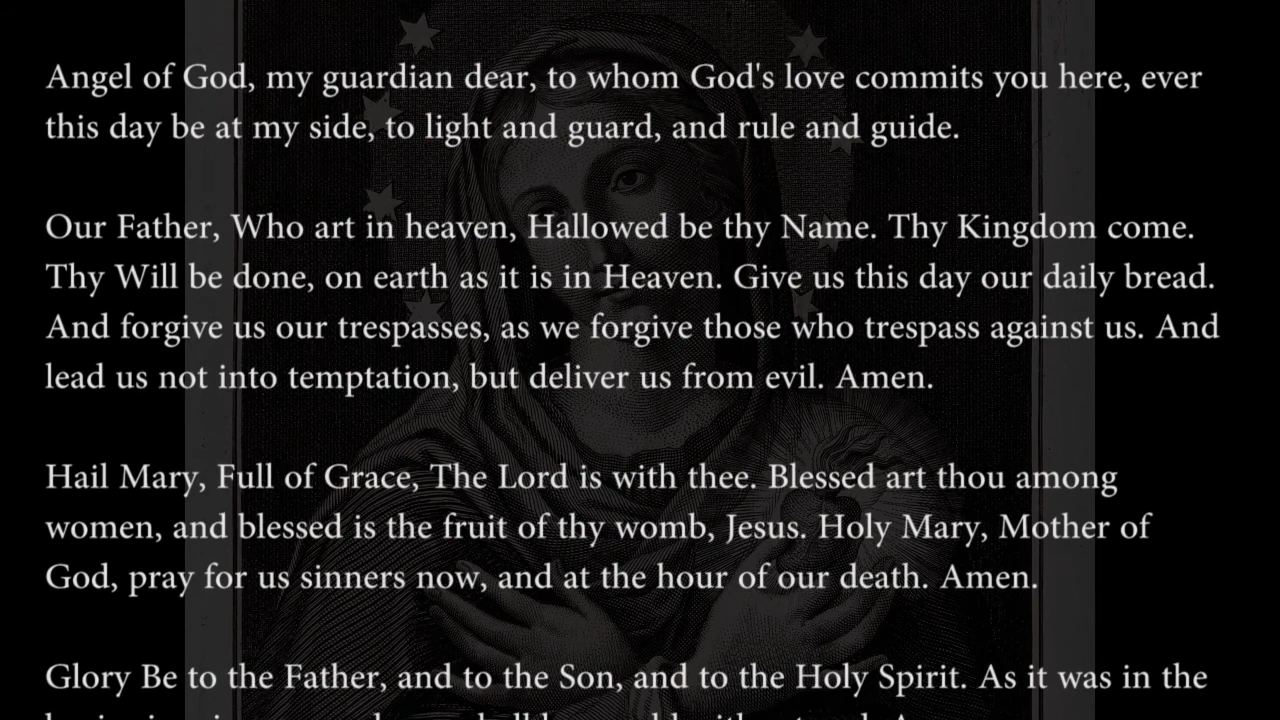 Angel of God, my guardian dear, to whom God's love commits you here, ever
this day be at my side, to light and guard, and rule and guide.
Our Father, Who art in heaven, Hallowed be thy Name. Thy Kingdom come.
Thy Will be done, on earth as it is in Heaven. Give us this day our daily bread.
And forgive us our trespasses, as we forgive those who trespass against us. And
lead us not into temptation, but deliver us from evil. Amen.
Hail Mary, Full of Grace, The Lord is with thee. Blessed art thou among
women, and blessed is the fruit of thy womb, Jesus. Holy Mary, Mother of
God, pray for us sinners now, and at the hour of our death. Amen.
Glory Be to the Father, and to the Son, and to the Holy Spirit. As it was in the